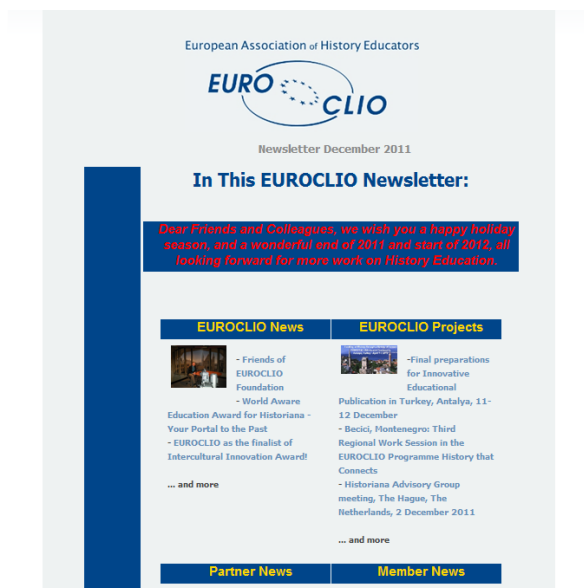 European Association of History Educators
EURO
CLIO
Newsletter December 2011
In This EUROCLIO Newsletter:
Dear Friends and Colleagues, we wish you a happy holiday
season, and a wonderful end of 2011 and start of 2012, all
looking forward for more work on History Education.
EUROCLIO News
- Friends of
EUROCLIO
Foundation
- World Aware
Education Award for Historiana -
Your Portal to the Past
- EUROCLIO as the finalist of
Intercultural Innovation Award!
... and more
EUROCLIO Projects
-Final preparations
for Innovative
Educational
Publication in Turkey, Antalya, 11-
12 December
- Becici, Montenegro: Third
Regional Work Session in the
EUROCLIO Programme History that
Connects
- Historiana Advisory Group
meeting, The Hague, The
Netherlands, 2 December 2011
... and more
Partner News
Member News